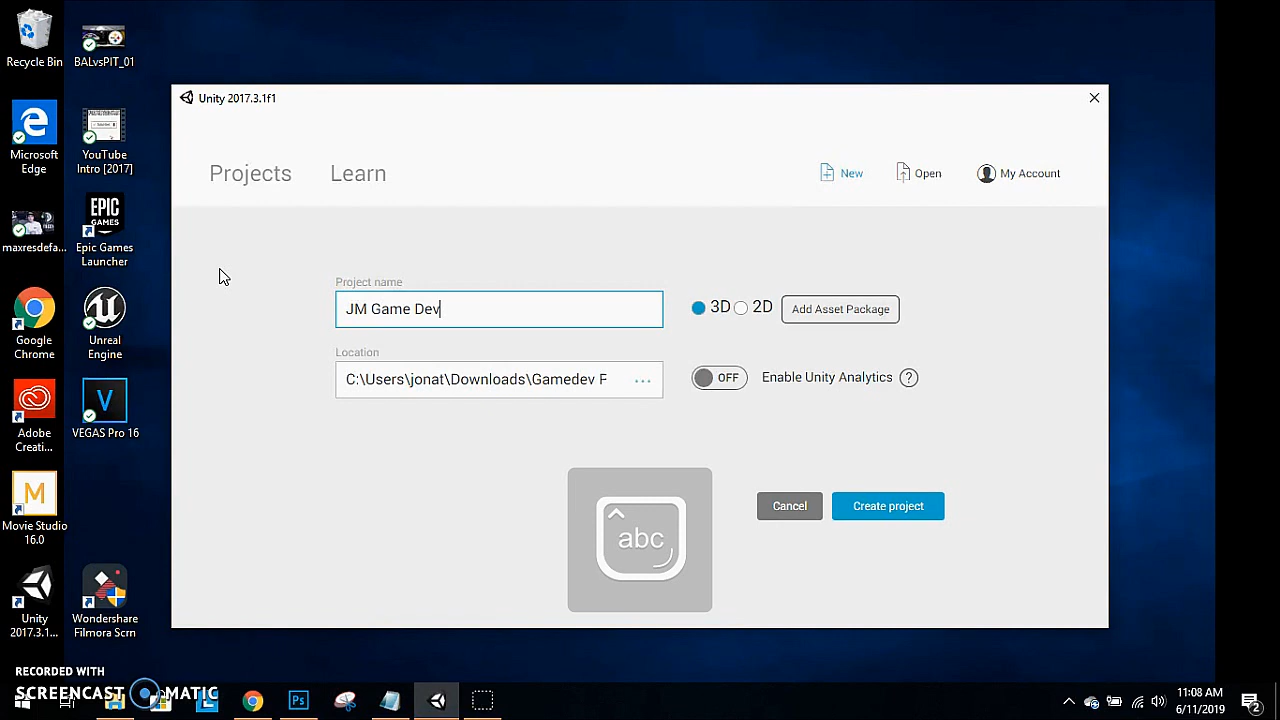 Recycle Bin
BALvsPIT_01
Microsoft
Edge
YouTube
Intro [2017]
maxresdefa...
EPIC
GAMES
Epic Games
Launcher
Google
Chrome
Unreal
Engine
Adobe
Creati...
V
VEGAS Pro 16
M
Movie Studio
16.0
Unity
2017.3.1...
Wondershare
Filmora Scrn
Unity 2017.3.1f1
Projects
Learn
New
Open
My Account
Project name
JM Game Dev
3D
2D
Add Asset Package
Location
C:\Users\jonat\Downloads\Gamedev F
...
OFF
Enable Unity Analytics
?
abc
Cancel
Create project
RECORDED WITH
SCREENCAST MATIC
Ps
11:08 AM
6/11/2019
2